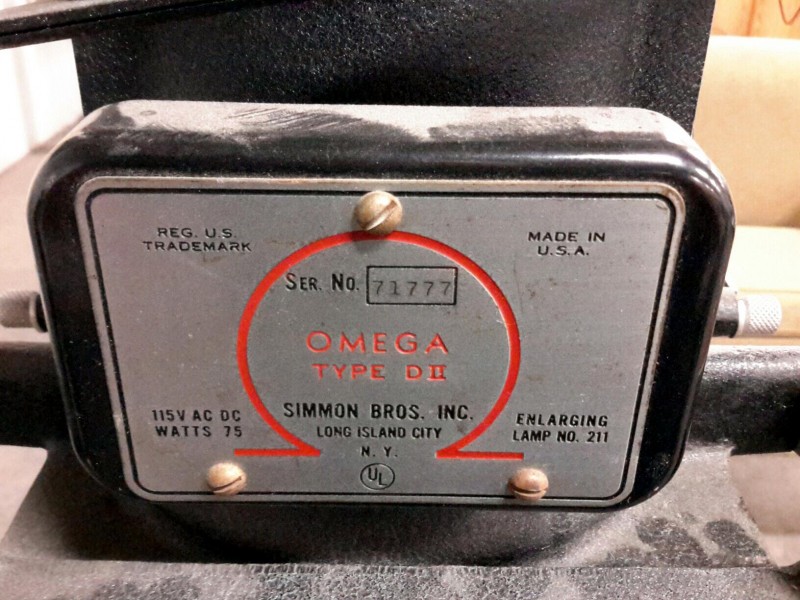 REG. U.S.
TRADEMARK
MADE IN
U.S.A.
SER. NO. 71777
OMEGA
TYPE D II
SIMMON BROS. INC.
LONG ISLAND CITY
N. Y.
UL
115V AC DC
WATTS 75
ENLARGING
LAMP NO. 211